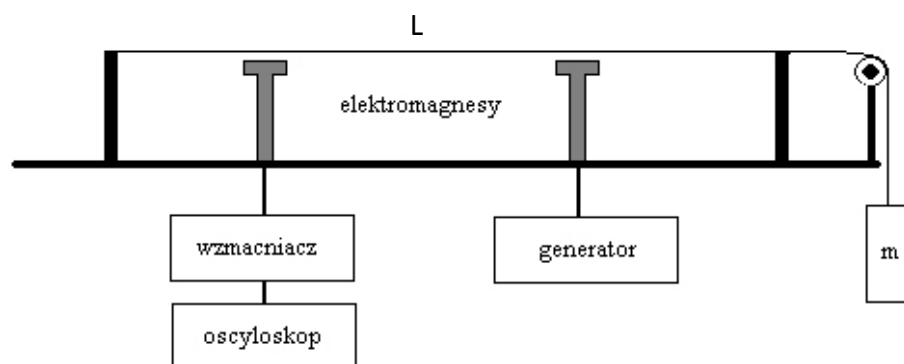 L
elektromagnesy
wzmacniacz
generator
m
oscyloskop